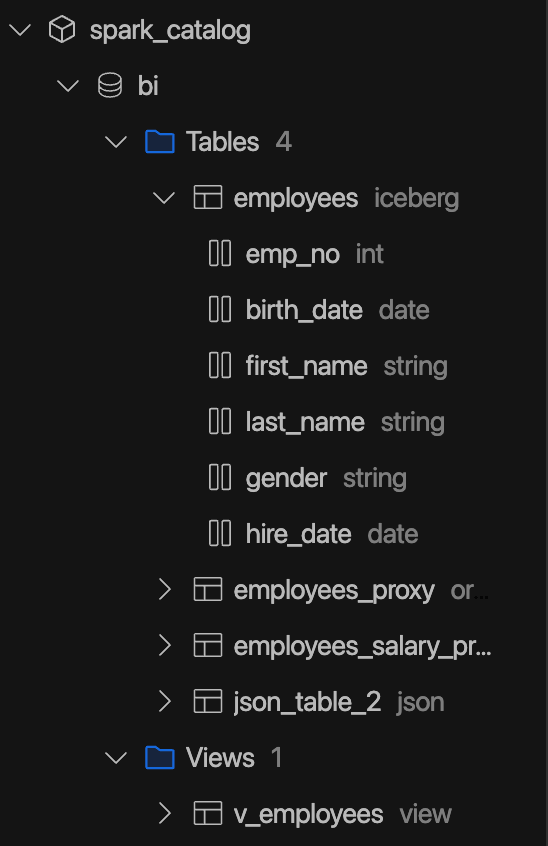 spark_catalog
bi
Tables 4
employees iceberg
emp_no int
birth_date date
first_name string
last_name string
gender string
hire_date date
employees_proxy or...
employees_salary_pr...
json_table_2 json
Views 1
v_employees view